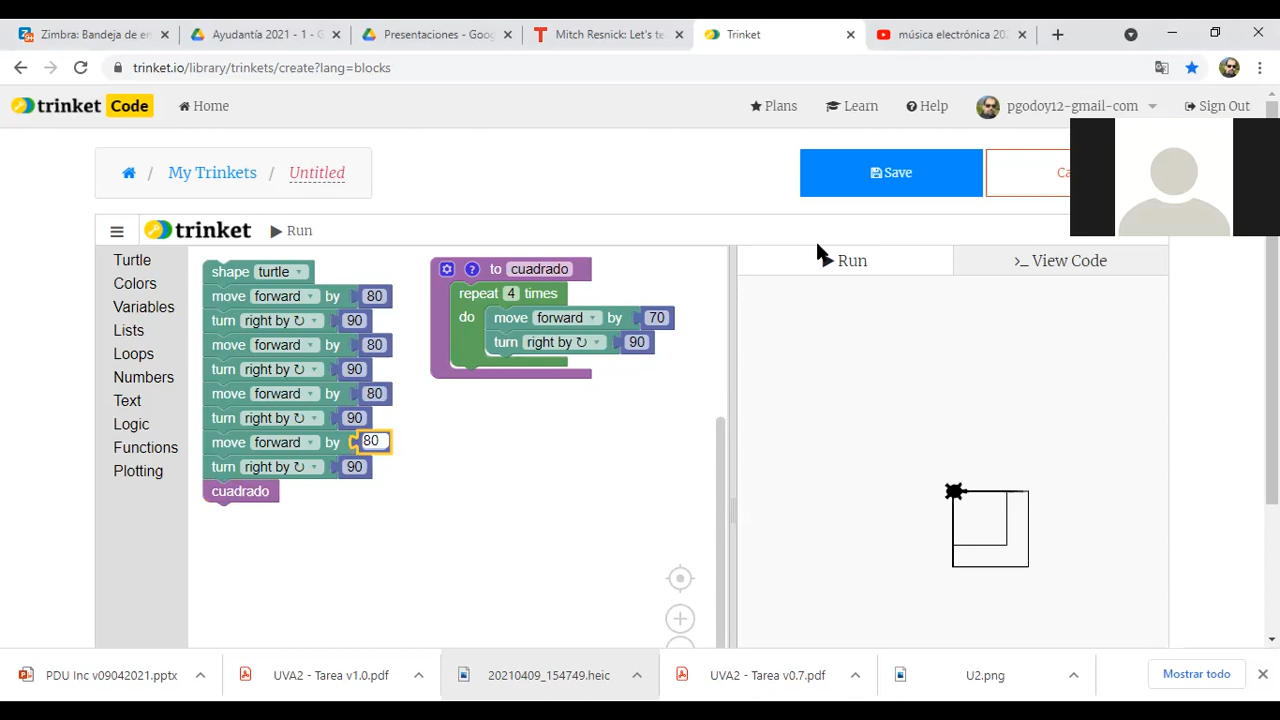 Zimbra: Bandeja de en
Ayudantía 2021 - 1 - G
Presentaciones - Goog
Mitch Resnick: Let's te
Trinket
música electrónica 20
trinket.io/library/trinkets/create?lang=blocks
trinket Code
Home
Plans
Learn
Help
pgodoy12-gmail-com
Sign Out
/ My Trinkets / Untitled
Save
Ca
trinket
Run
Turtle
Colors
Variables
Lists
Loops
Numbers
Text
Logic
Functions
Plotting
shape turtle
move forward by 80
turn right by ↻ 90
move forward by 80
turn right by ↻ 90
move forward by 80
turn right by ↻ 90
move forward by 80
turn right by ↻ 90
cuadrado
? to cuadrado
repeat 4 times
do move forward by 70
turn right by ↻ 90
Run
>_ View Code
PDU Inc v09042021.pptx
UVA2 - Tarea v1.0.pdf
20210409_154749.heic
UVA2 - Tarea v0.7.pdf
U2.png
Mostrar todo